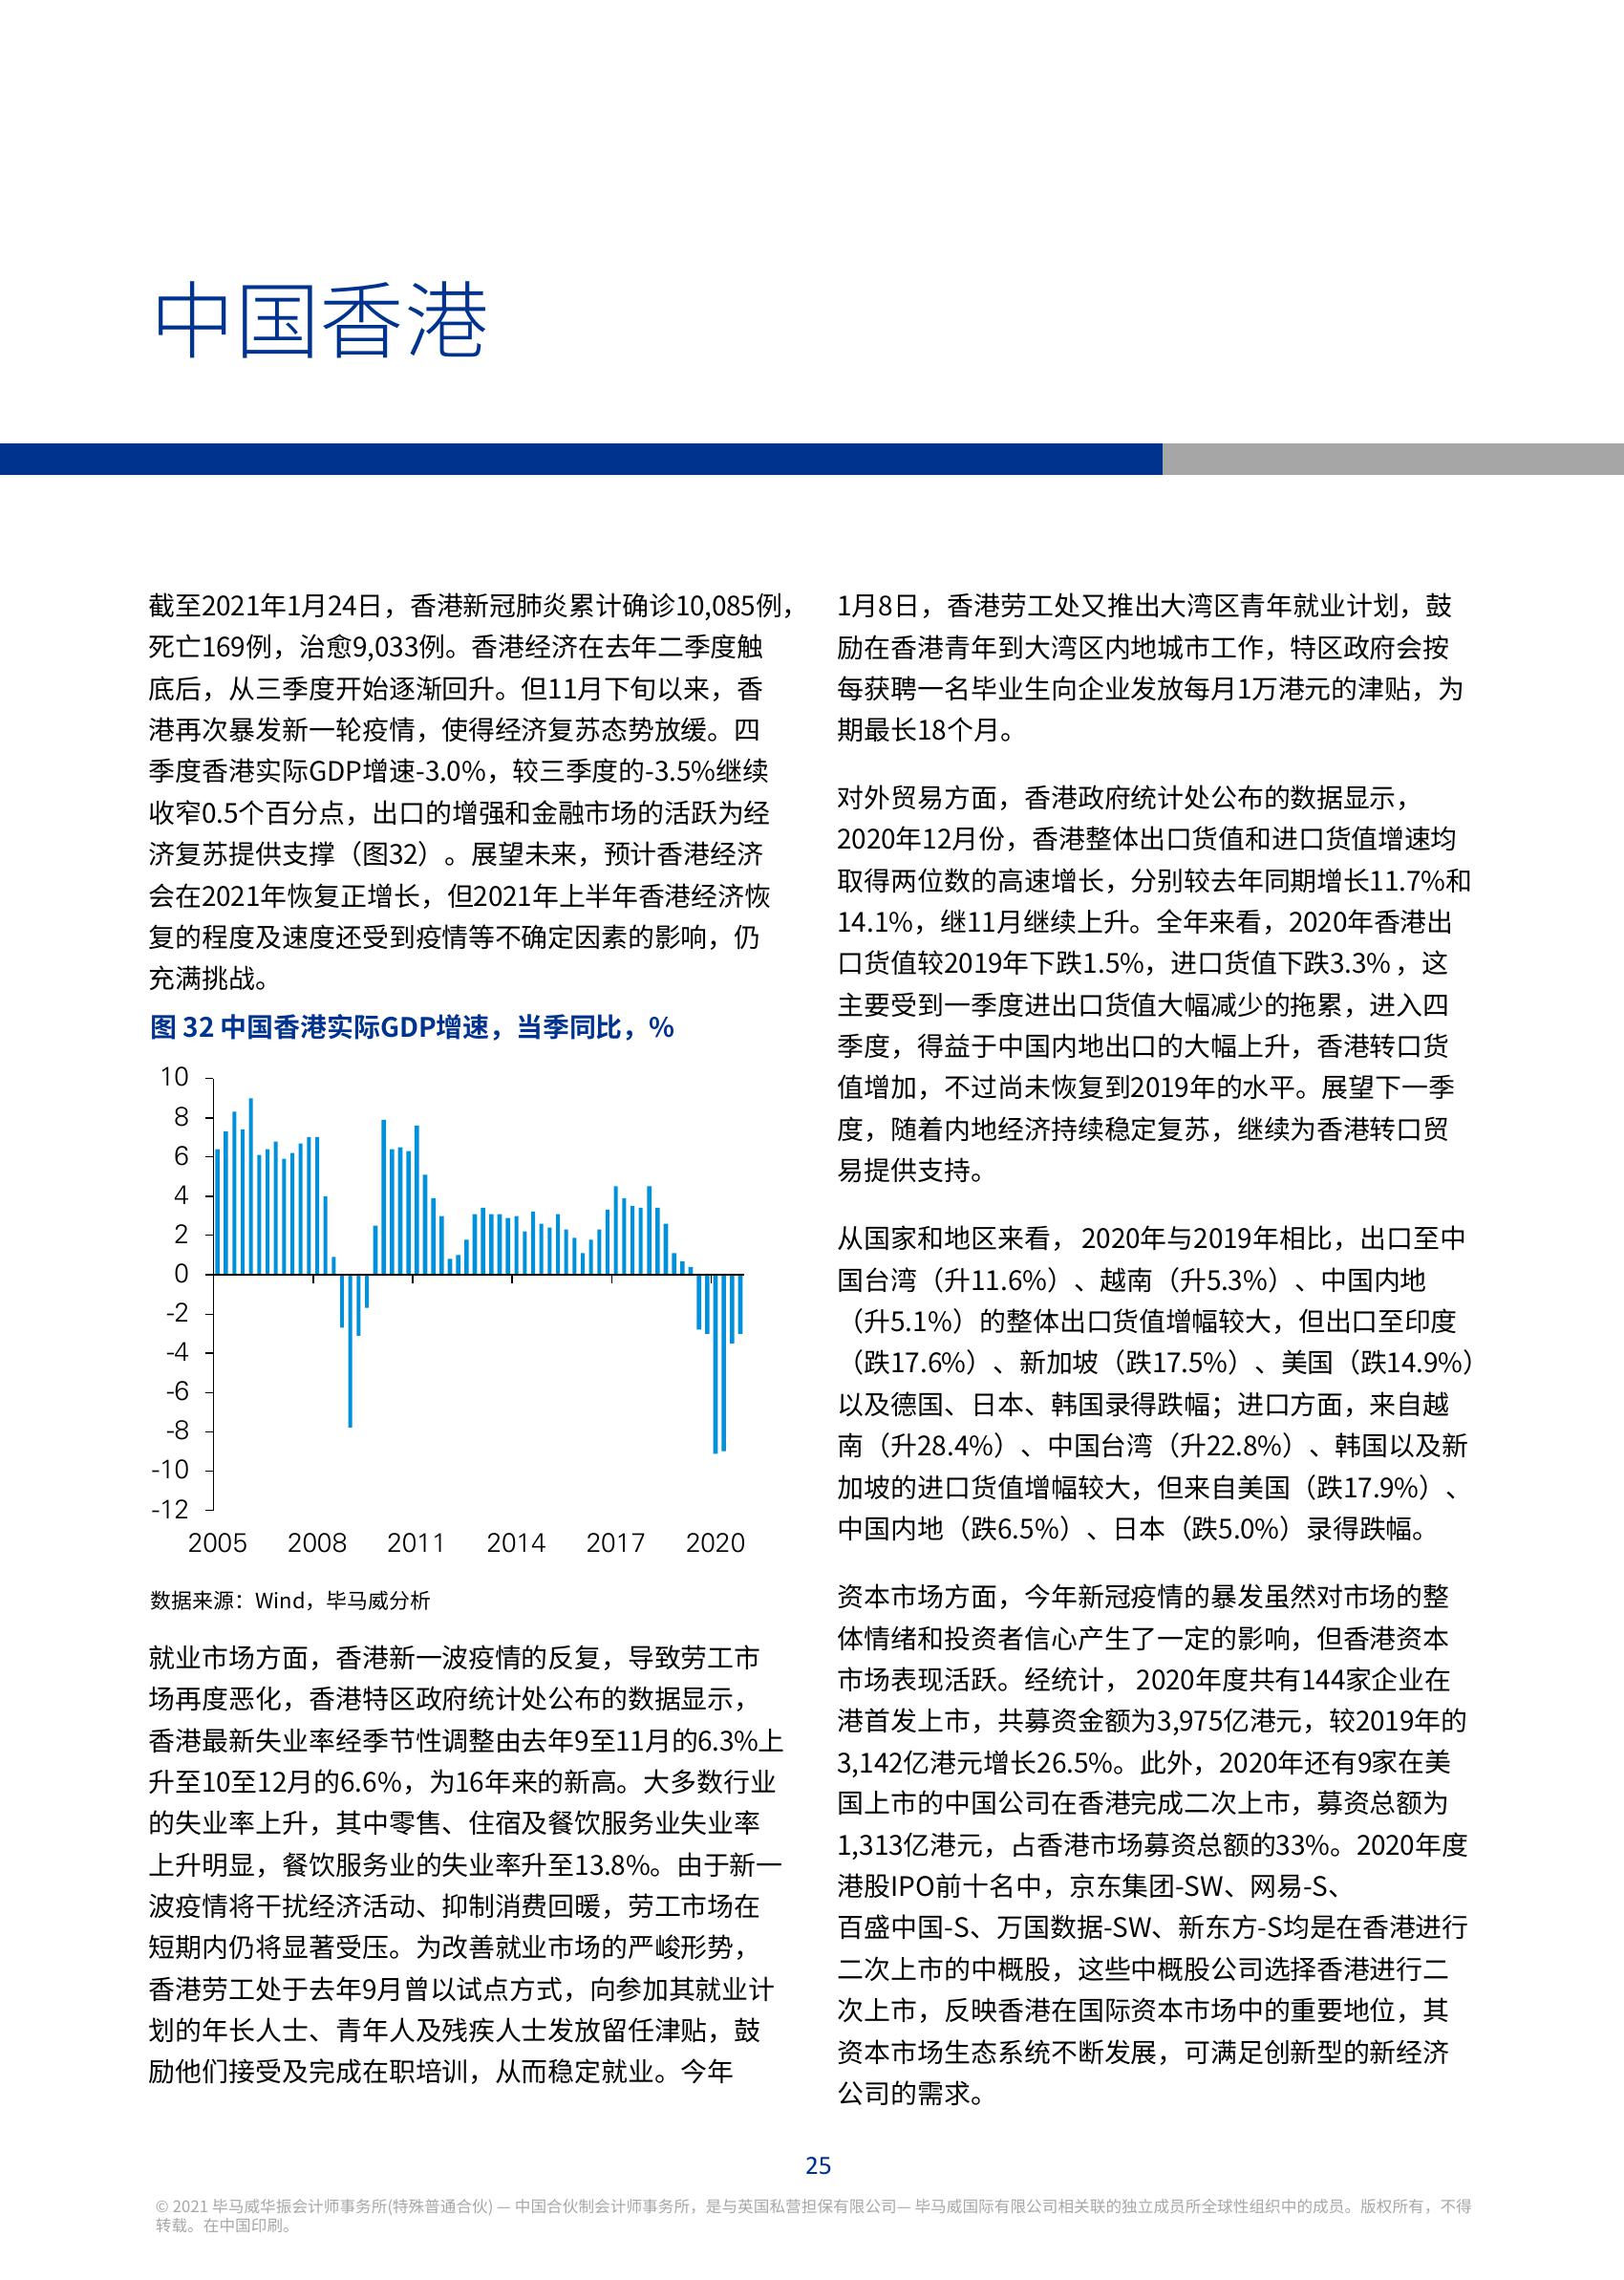 中国香港
截至2021年1月24日，香港新冠肺炎累计确诊10,085例，
死亡169例，治愈9,033例。香港经济在去年二季度触
底后，从三季度开始逐渐回升。但11月下旬以来，香
港再次暴发新一轮疫情，使得经济复苏态势放缓。四
季度香港实际GDP增速-3.0%，较三季度的-3.5%继续
收窄0.5个百分点，出口的增强和金融市场的活跃为经
济复苏提供支撑（图32）。展望未来，预计香港经济
会在2021年恢复正增长，但2021年上半年香港经济恢
复的程度及速度还受到疫情等不确定因素的影响，仍
充满挑战。
图 32 中国香港实际GDP增速，当季同比，%
10
8
6
4
2
0
-2
-4
-6
-8
-10
-12
2005 2008 2011 2014 2017 2020
数据来源：Wind，毕马威分析
就业市场方面，香港新一波疫情的反复，导致劳工市
场再度恶化，香港特区政府统计处公布的数据显示，
香港最新失业率经季节性调整由去年9至11月的6.3%上
升至10至12月的6.6%，为16年来的新高。大多数行业
的失业率上升，其中零售、住宿及餐饮服务业失业率
上升明显，餐饮服务业的失业率升至13.8%。由于新一
波疫情将干扰经济活动、抑制消费回暖，劳工市场在
短期内仍将显著受压。为改善就业市场的严峻形势，
香港劳工处于去年9月曾以试点方式，向参加其就业计
划的年长人士、青年人及残疾人士发放留任津贴，鼓
励他们接受及完成在职培训，从而稳定就业。今年
1月8日，香港劳工处又推出大湾区青年就业计划，鼓
励在香港青年到大湾区内地城市工作，特区政府会按
每获聘一名毕业生向企业发放每月1万港元的津贴，为
期最长18个月。
对外贸易方面，香港政府统计处公布的数据显示，
2020年12月份，香港整体出口货值和进口货值增速均
取得两位数的高速增长，分别较去年同期增长11.7%和
14.1%，继11月继续上升。全年来看，2020年香港出
口货值较2019年下跌1.5%，进口货值下跌3.3% ，这
主要受到一季度进出口货值大幅减少的拖累，进入四
季度，得益于中国内地出口的大幅上升，香港转口货
值增加，不过尚未恢复到2019年的水平。展望下一季
度，随着内地经济持续稳定复苏，继续为香港转口贸
易提供支持。
从国家和地区来看， 2020年与2019年相比，出口至中
国台湾（升11.6%）、越南（升5.3%）、中国内地
（升5.1%）的整体出口货值增幅较大，但出口至印度
（跌17.6%）、新加坡（跌17.5%）、美国（跌14.9%）
以及德国、日本、韩国录得跌幅；进口方面，来自越
南（升28.4%）、中国台湾（升22.8%）、韩国以及新
加坡的进口货值增幅较大，但来自美国（跌17.9%）、
中国内地（跌6.5%）、日本（跌5.0%）录得跌幅。
资本市场方面，今年新冠疫情的暴发虽然对市场的整
体情绪和投资者信心产生了一定的影响，但香港资本
市场表现活跃。经统计， 2020年度共有144家企业在
港首发上市，共募资金额为3,975亿港元，较2019年的
3,142亿港元增长26.5%。此外，2020年还有9家在美
国上市的中国公司在香港完成二次上市，募资总额为
1,313亿港元，占香港市场募资总额的33%。2020年度
港股IPO前十名中，京东集团-SW、网易-S、
百盛中国-S、万国数据-SW、新东方-S均是在香港进行
二次上市的中概股，这些中概股公司选择香港进行二
次上市，反映香港在国际资本市场中的重要地位，其
资本市场生态系统不断发展，可满足创新型的新经济
公司的需求。
25
© 2021 毕马威华振会计师事务所(特殊普通合伙) — 中国合伙制会计师事务所，是与英国私营担保有限公司— 毕马威国际有限公司相关联的独立成员所全球性组织中的成员。版权所有，不得
转载。在中国印刷。